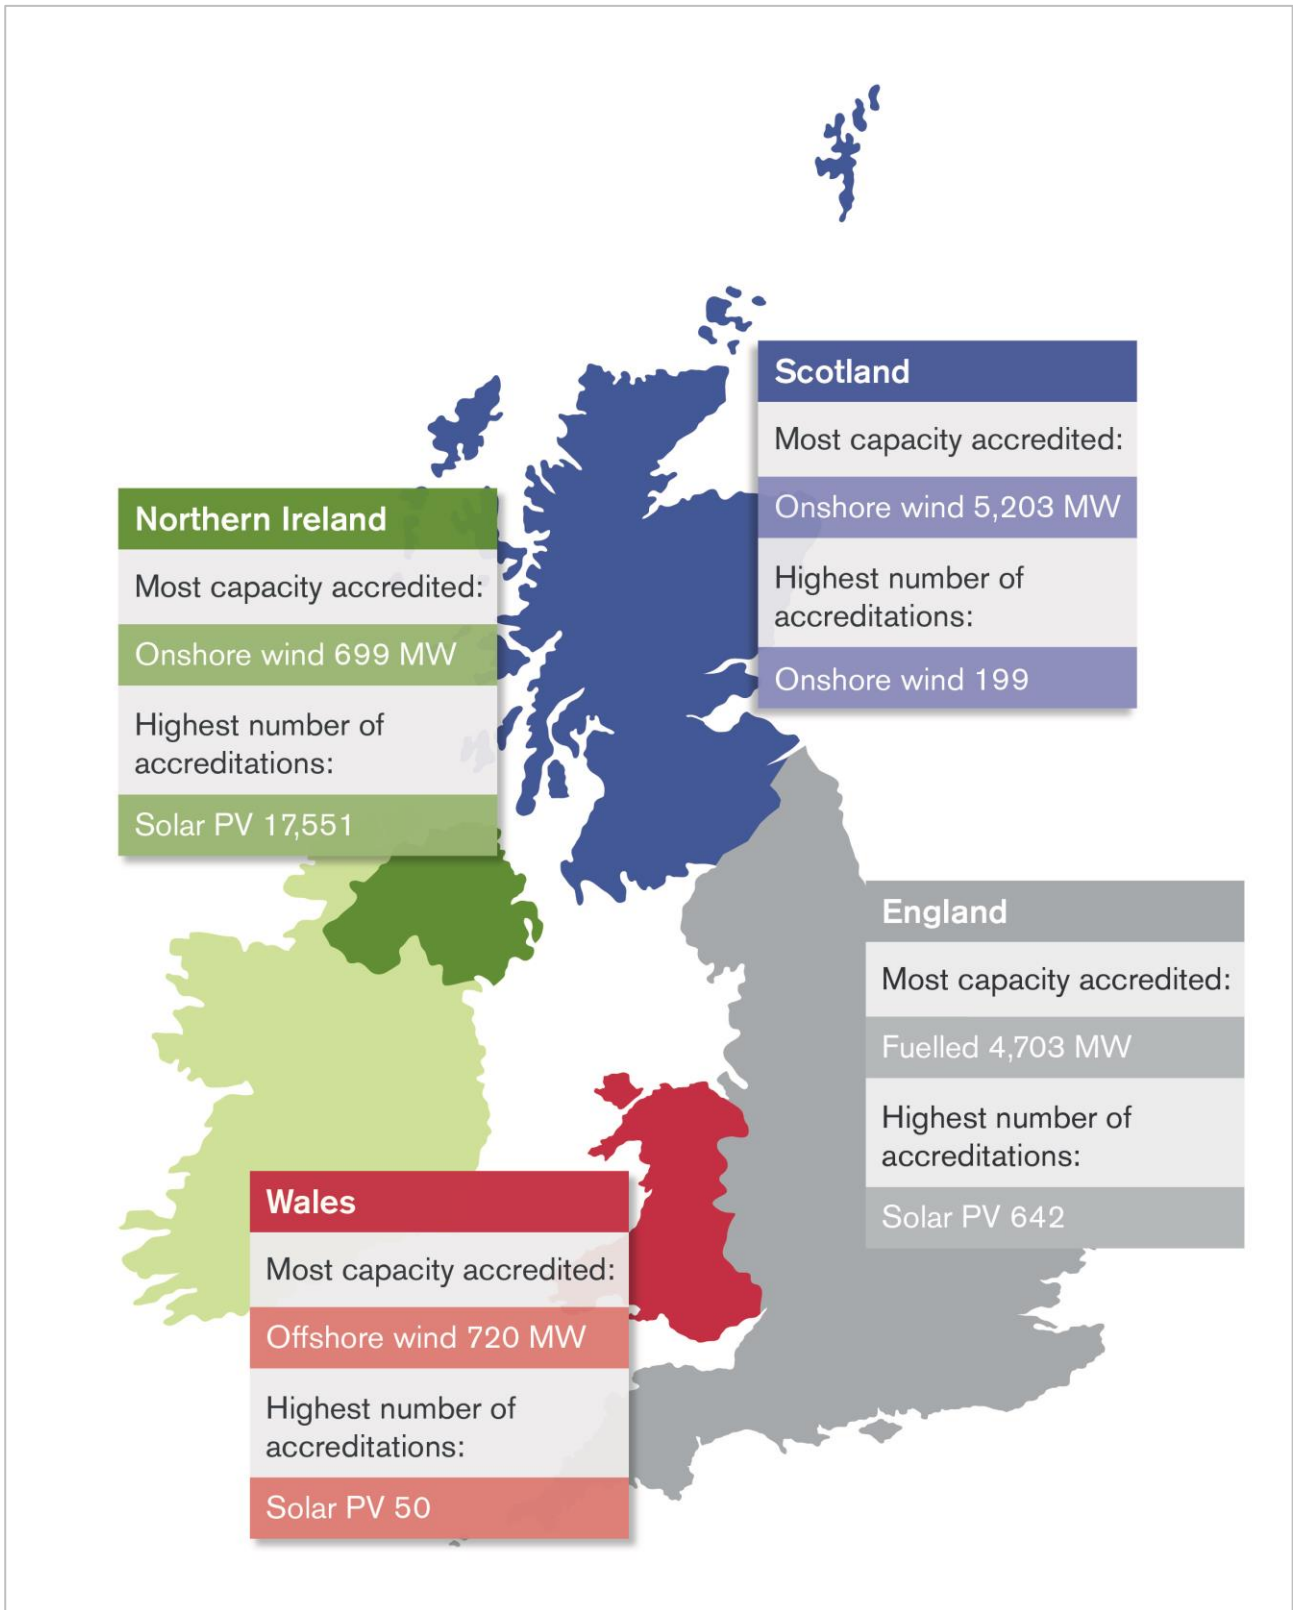 Scotland
Most capacity accredited:
Onshore wind 5,203 MW
Highest number of
accreditations:
Onshore wind 199
Northern Ireland
Most capacity accredited:
Onshore wind 699 MW
Highest number of
accreditations:
Solar PV 17,551
England
Most capacity accredited:
Fuelled 4,703 MW
Highest number of
accreditations:
Solar PV 642
Wales
Most capacity accredited:
Offshore wind 720 MW
Highest number of
accreditations:
Solar PV 50